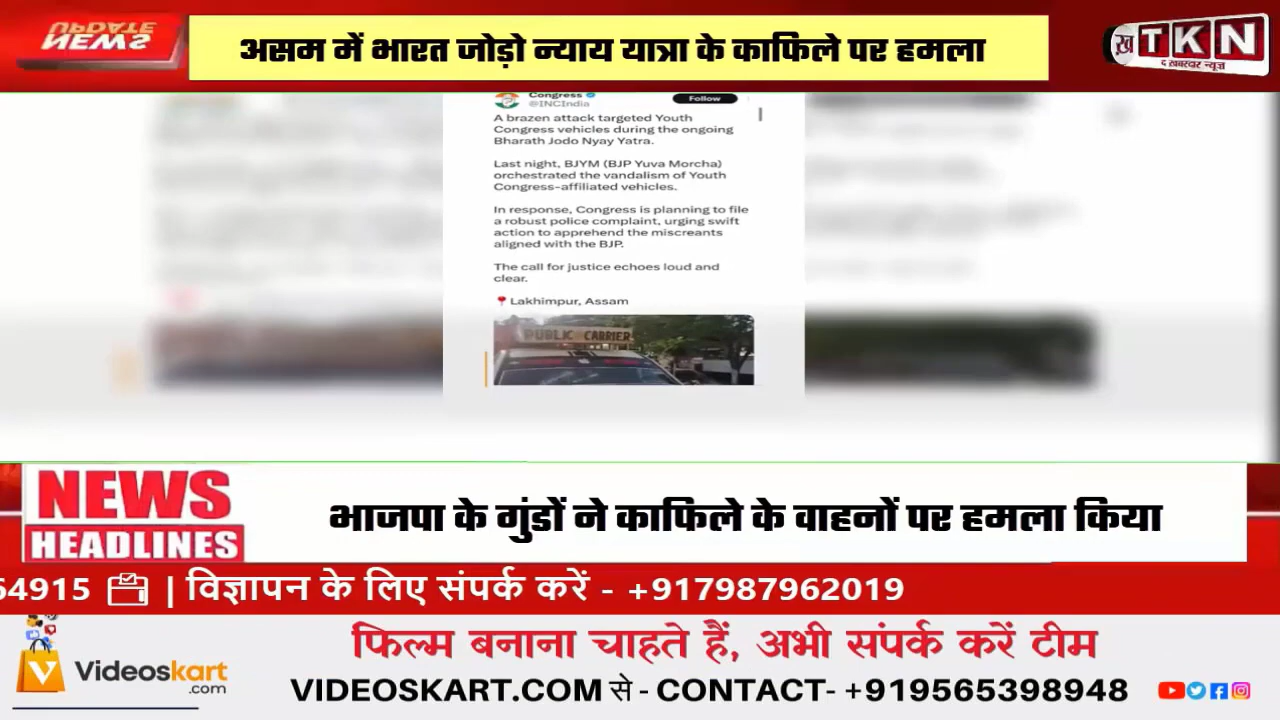 UPDATE
NEWS
असम में भारत जोड़ो न्याय यात्रा के काफिले पर हमला
ख TKN
द खबरदार न्यूज़
Congress
@INCIndia
Follow
A brazen attack targeted Youth
Congress vehicles during the ongoing
Bharath Jodo Nyay Yatra.
Last night, BJYM (BJP Yuva Morcha)
orchestrated the vandalism of Youth
Congress-affiliated vehicles.
In response, Congress is planning to file
a robust police complaint, urging swift
action to apprehend the miscreants
aligned with the BJP.
The call for justice echoes loud and
clear.
📍Lakhimpur, Assam
PUBLIC CARRIER
NEWS
HEADLINES
भाजपा के गुंडों ने काफिले के वाहनों पर हमला किया
64915 | विज्ञापन के लिए संपर्क करें - +917987962019
फिल्म बनाना चाहते हैं, अभी संपर्क करें टीम
Videoskart
.com
VIDEOSKART.COM से - CONTACT- +919565398948